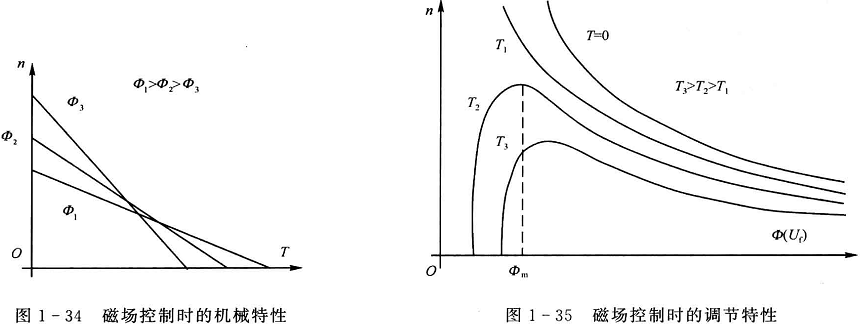 n
Φ₁>Φ₂>Φ₃
Φ₃
Φ₂
Φ₁
T
O
图 1-34 磁场控制时的机械特性
n
T=0
T₁
T₃>T₂>T₁
T₂
T₃
Φ(U_f)
O
Φ_m
图 1-35 磁场控制时的调节特性